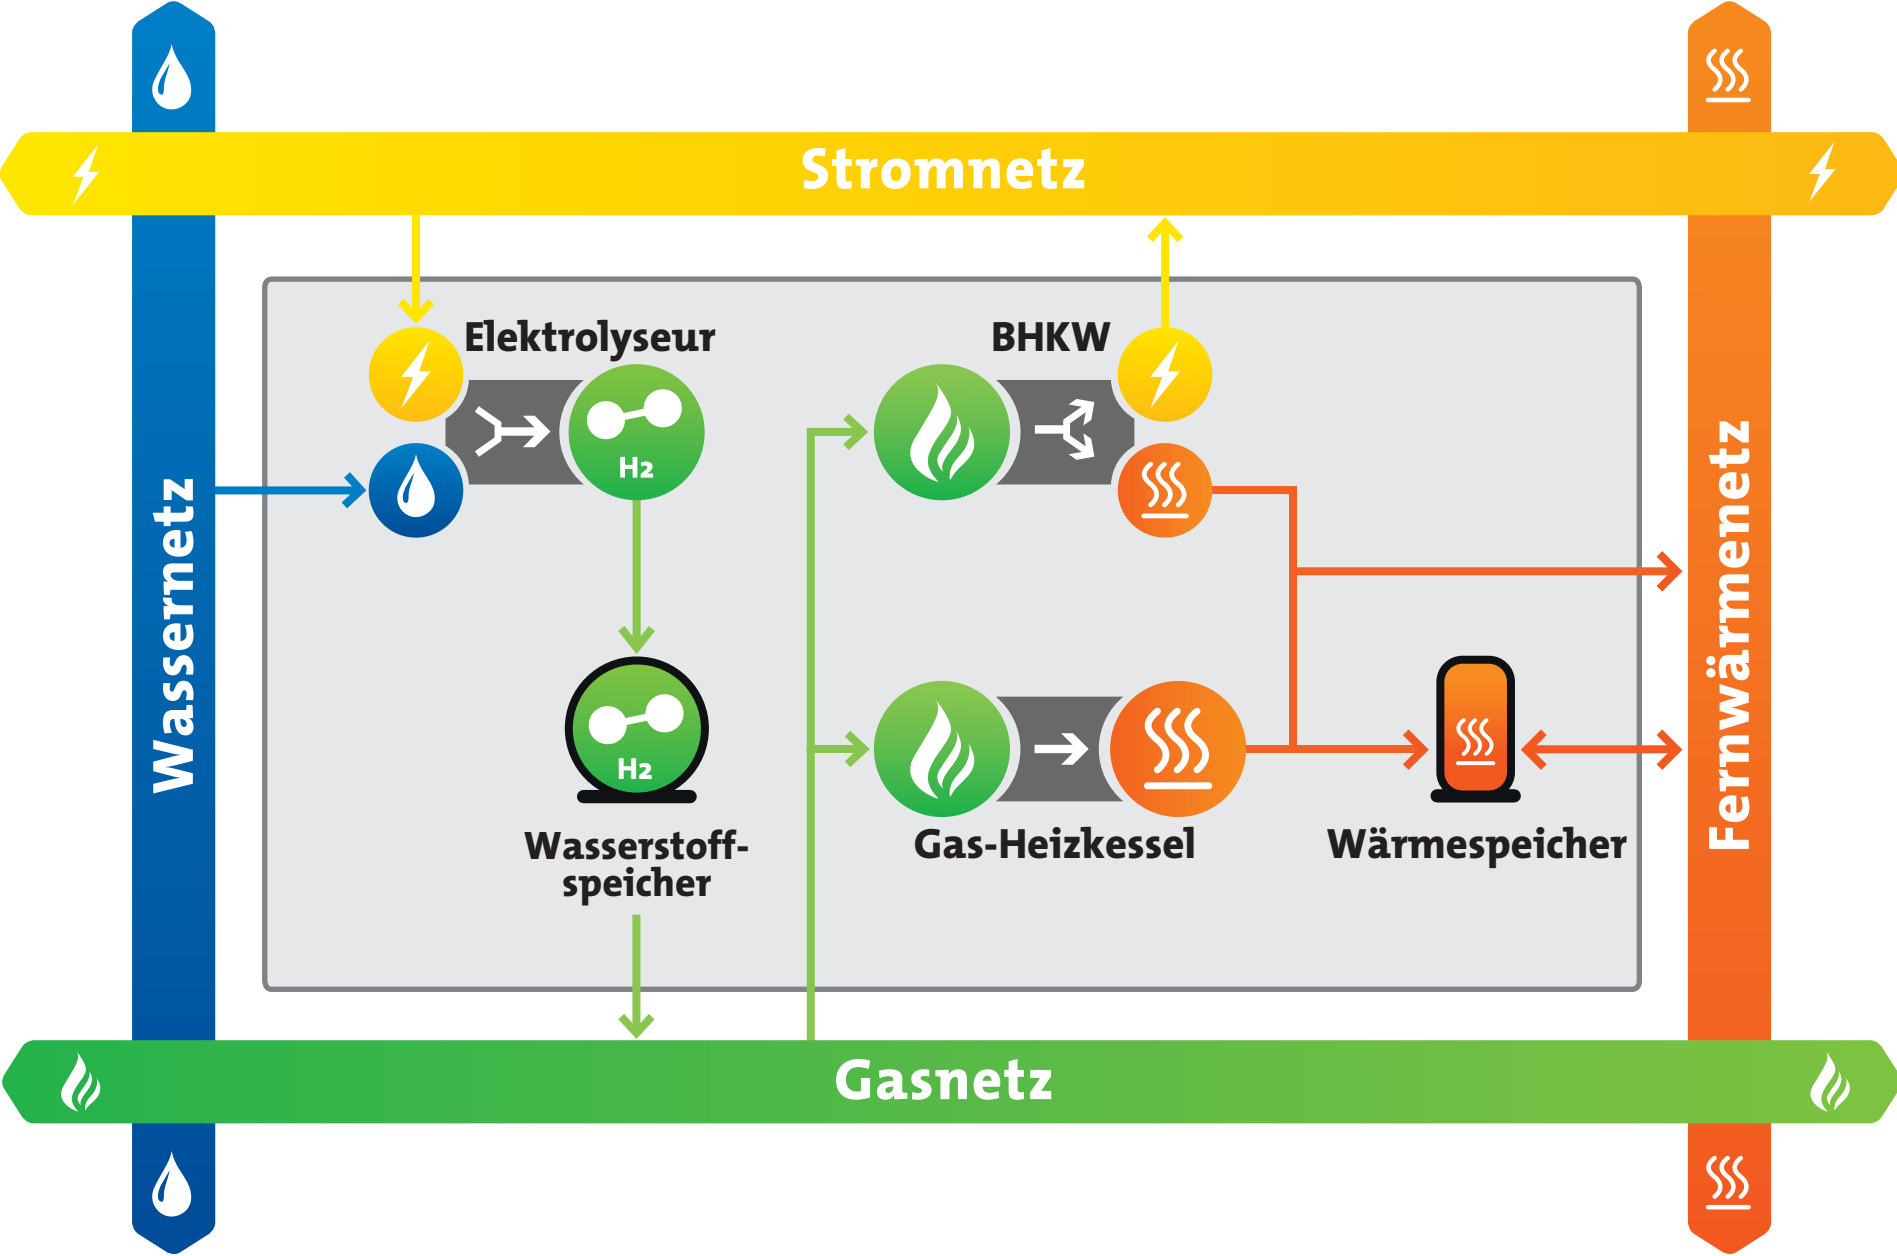 Stromnetz
Elektrolyseur
BHKW
H2
Wassernetz
Fernwärmenetz
H2
Wasserstoff-
speicher
Gas-Heizkessel
Wärmespeicher
Gasnetz